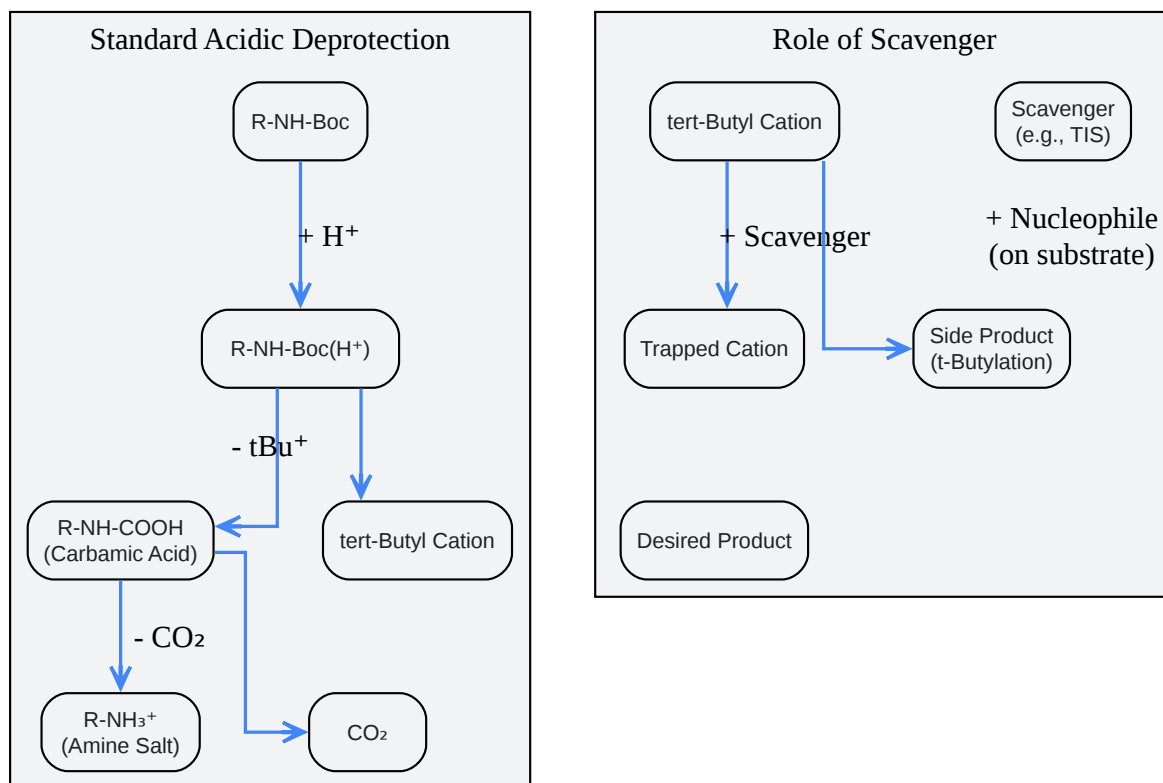 Standard Acidic Deprotection
R-NH-Boc
+ H⁺
R-NH-Boc(H⁺)
- tBu⁺
R-NH-COOH
(Carbamic Acid)
tert-Butyl Cation
- CO₂
R-NH₃⁺
(Amine Salt)
CO₂
Role of Scavenger
tert-Butyl Cation
Scavenger
(e.g., TIS)
+ Scavenger
+ Nucleophile
(on substrate)
Trapped Cation
Side Product
(t-Butylation)
Desired Product